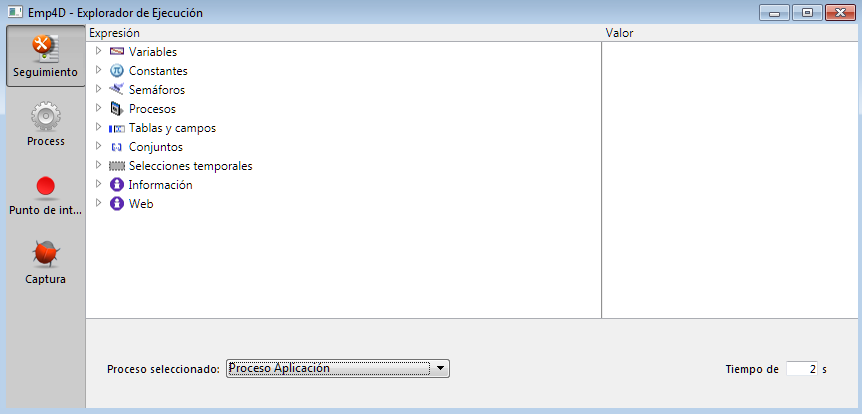 Emp4D - Explorador de Ejecución
Expresión
Valor
Seguimiento
Process
Punto de int...
Captura
Variables
Constantes
Semáforos
Procesos
Tablas y campos
Conjuntos
Selecciones temporales
Información
Web
Proceso seleccionado: Proceso Aplicación
Tiempo de 2 s